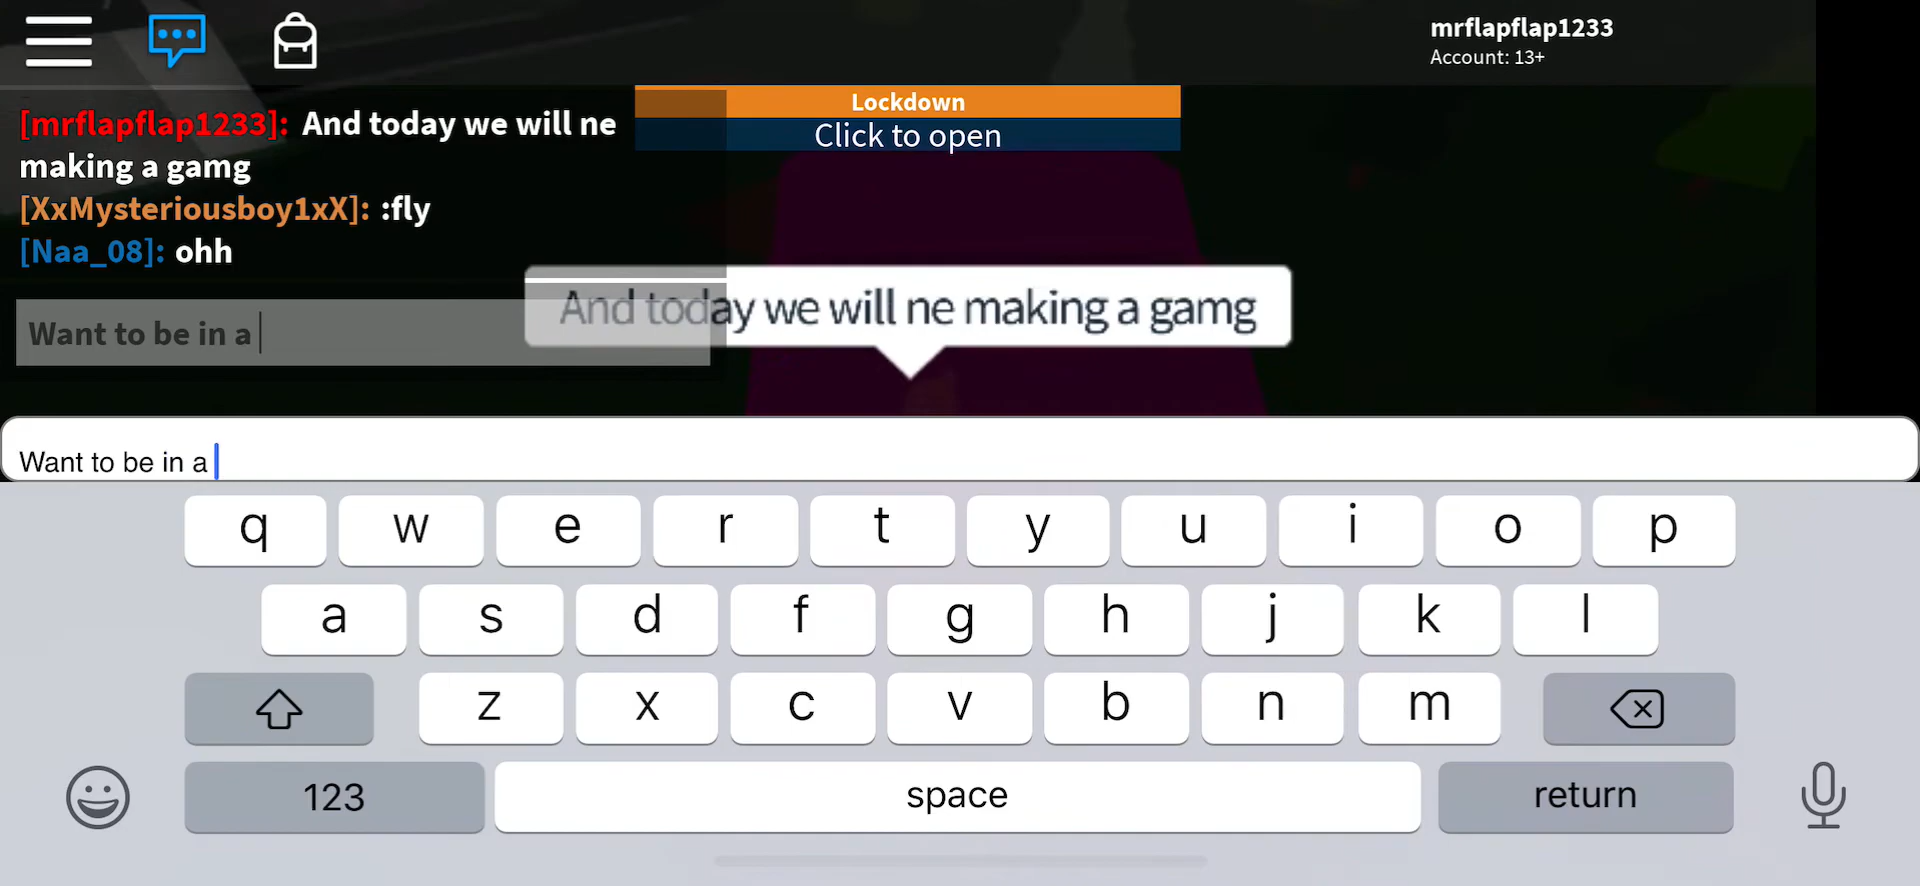 mrflapflap1233
Account: 13+
Lockdown
Click to open
[mrflapflap1233]: And today we will ne
making a gamg
[XxMysteriousboy1xX]: :fly
[Naa_08]: ohh
And today we will ne making a gamg
Want to be in a
Want to be in a
q w e r t y u i o p
a s d f g h j k l
z x c v b n m
123 space return